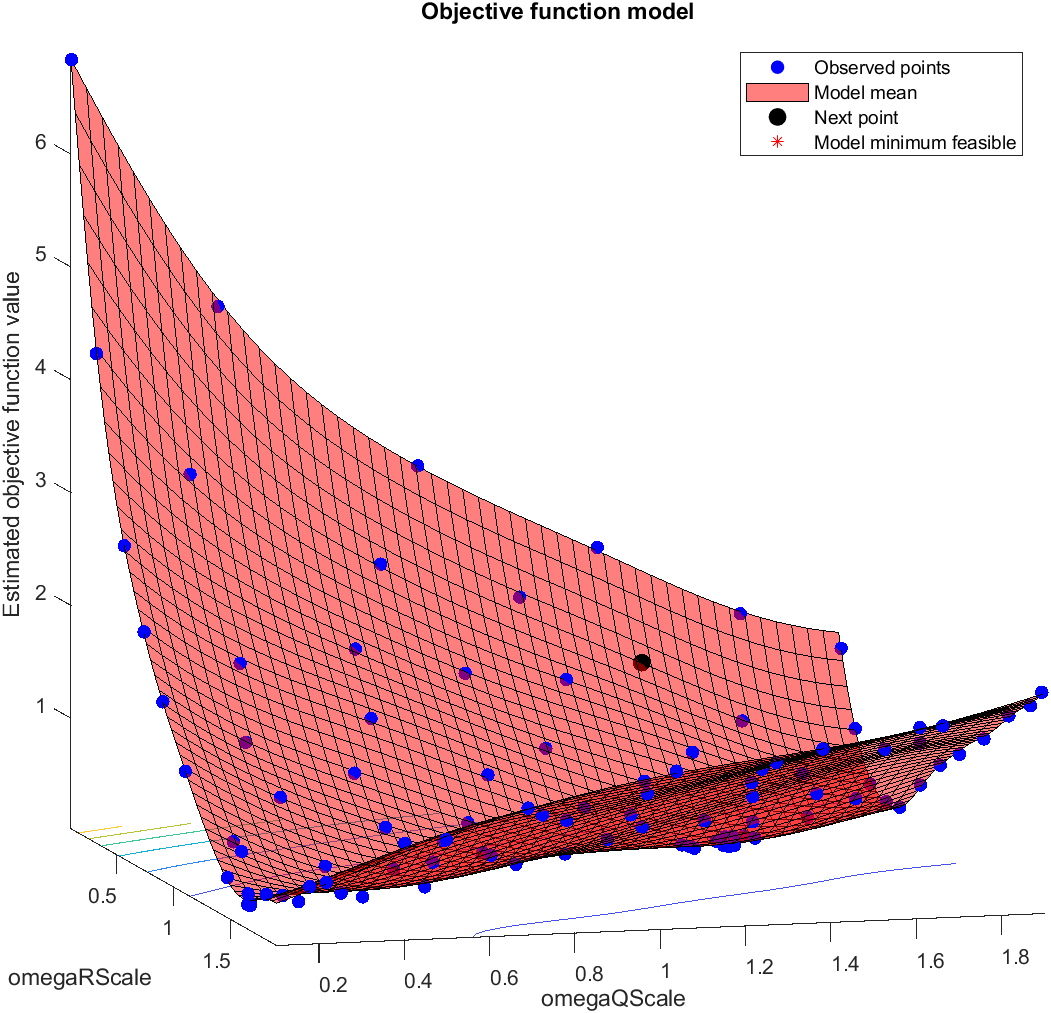 Objective function model
Observed points
Model mean
Next point
Model minimum feasible
Estimated objective function value
6
5
4
3
2
1
0.5
1
1.5
omegaRScale
0.2
0.4
0.6
0.8
1
1.2
1.4
1.6
1.8
omegaQScale